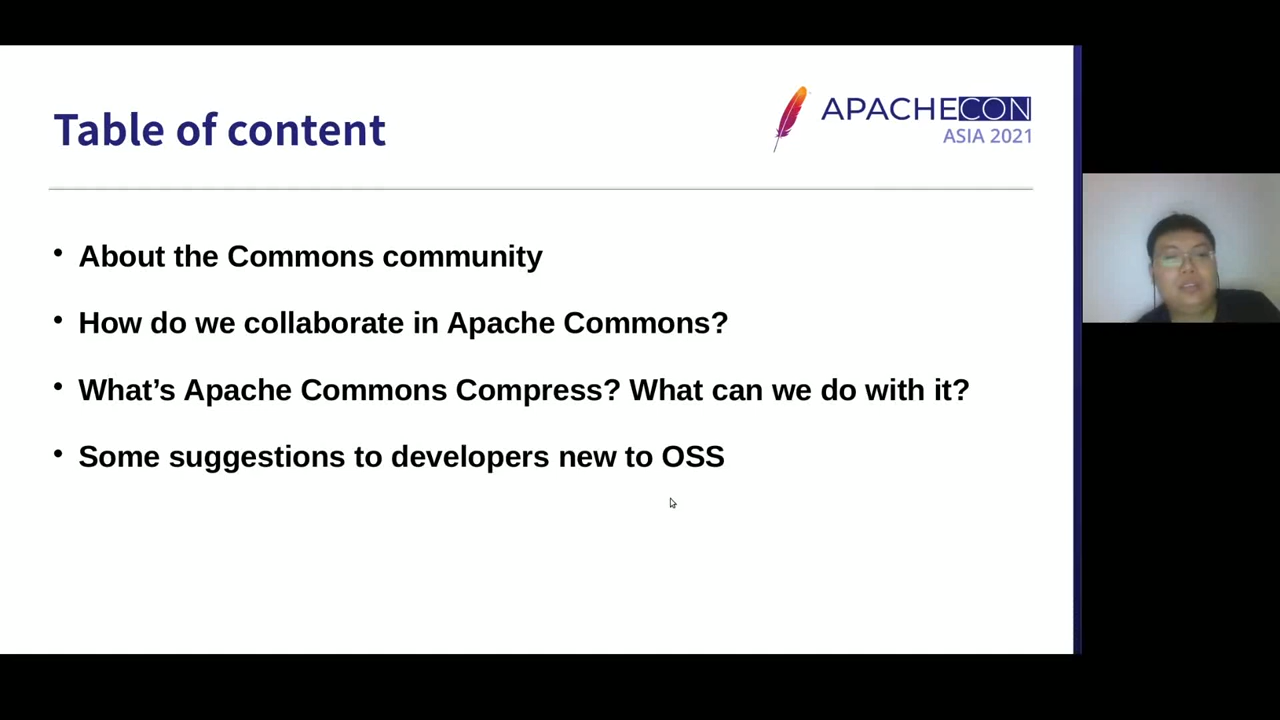 Table of content
APACHECON
ASIA 2021
• About the Commons community
• How do we collaborate in Apache Commons?
• What’s Apache Commons Compress? What can we do with it?
• Some suggestions to developers new to OSS